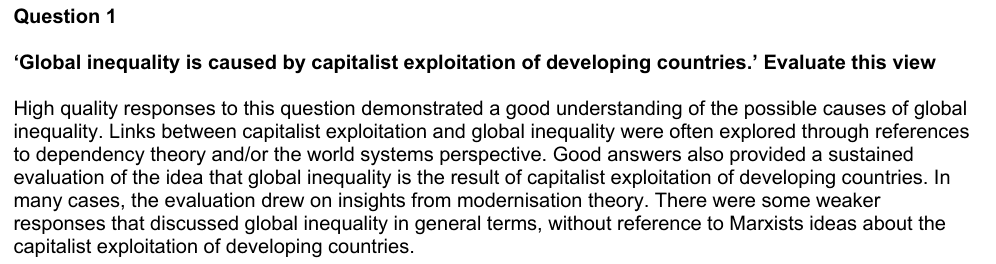 Question 1
‘Global inequality is caused by capitalist exploitation of developing countries.’ Evaluate this view
High quality responses to this question demonstrated a good understanding of the possible causes of global
inequality. Links between capitalist exploitation and global inequality were often explored through references
to dependency theory and/or the world systems perspective. Good answers also provided a sustained
evaluation of the idea that global inequality is the result of capitalist exploitation of developing countries. In
many cases, the evaluation drew on insights from modernisation theory. There were some weaker
responses that discussed global inequality in general terms, without reference to Marxists ideas about the
capitalist exploitation of developing countries.